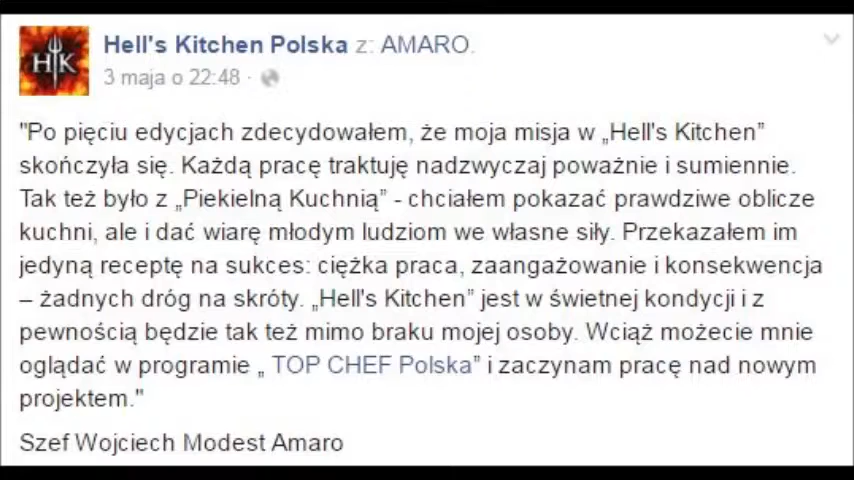 HK
Hell's Kitchen Polska z: AMARO.
3 maja o 22:48 ·
"Po pięciu edycjach zdecydowałem, że moja misja w „Hell's Kitchen”
skończyła się. Każdą pracę traktuję nadzwyczaj poważnie i sumiennie.
Tak też było z „Piekielną Kuchnią” - chciałem pokazać prawdziwe oblicze
kuchni, ale i dać wiarę młodym ludziom we własne siły. Przekazałem im
jedyną receptę na sukces: ciężka praca, zaangażowanie i konsekwencja
– żadnych dróg na skróty. „Hell's Kitchen” jest w świetnej kondycji i z
pewnością będzie tak też mimo braku mojej osoby. Wciąż możecie mnie
oglądać w programie „ TOP CHEF Polska” i zaczynam pracę nad nowym
projektem."
Szef Wojciech Modest Amaro